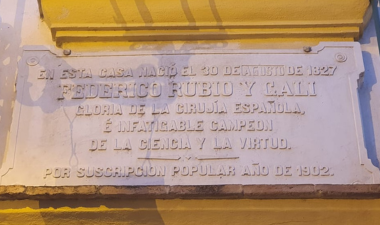 EN ESTA CASA NACIÓ EL 30 DE AGOSTO DE 1827
FEDERICO RUBIO Y GALI
GLORIA DE LA CIRUJÍA ESPAÑOLA,
É INFATIGABLE CAMPEON
DE LA CIENCIA Y LA VIRTUD.
POR SUSCRIPCION POPULAR AÑO DE 1902.